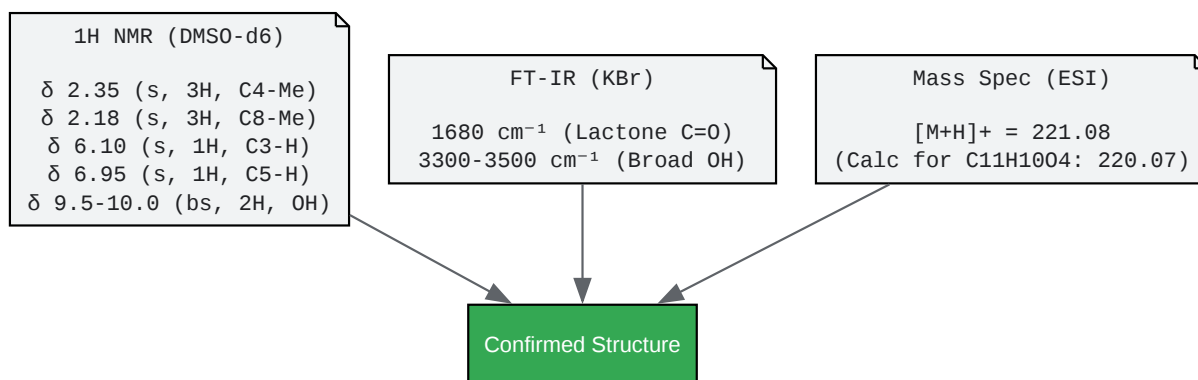 1H NMR (DMSO-d6)
δ 2.35 (s, 3H, C4-Me)
δ 2.18 (s, 3H, C8-Me)
δ 6.10 (s, 1H, C3-H)
δ 6.95 (s, 1H, C5-H)
δ 9.5-10.0 (bs, 2H, OH)
FT-IR (KBr)
1680 cm⁻¹ (Lactone C=O)
3300-3500 cm⁻¹ (Broad OH)
Mass Spec (ESI)
[M+H]+ = 221.08
(Calc for C11H10O4: 220.07)
Confirmed Structure